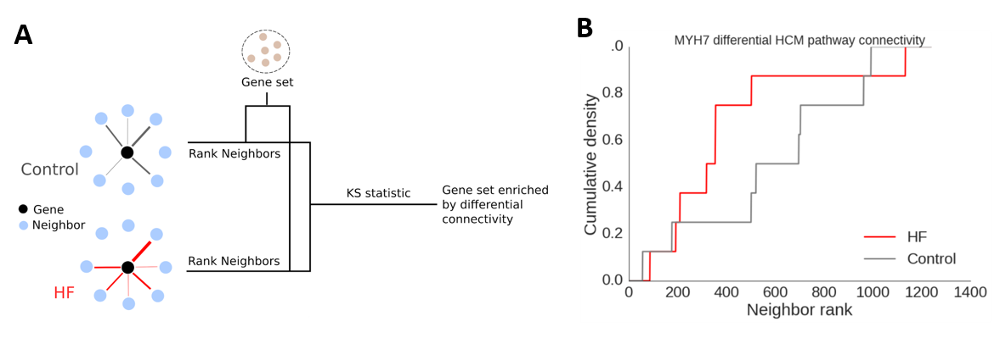 A
Gene set
Control
Rank Neighbors
Gene
Neighbor
KS statistic
Gene set enriched
by differential
connectivity
Rank Neighbors
HF
B
MYH7 differential HCM pathway connectivity
Cumulative density
.0
0.8
0.6
0.4
0.2
0.0
HF
Control
0 200 400 600 800 1000 1200 1400
Neighbor rank